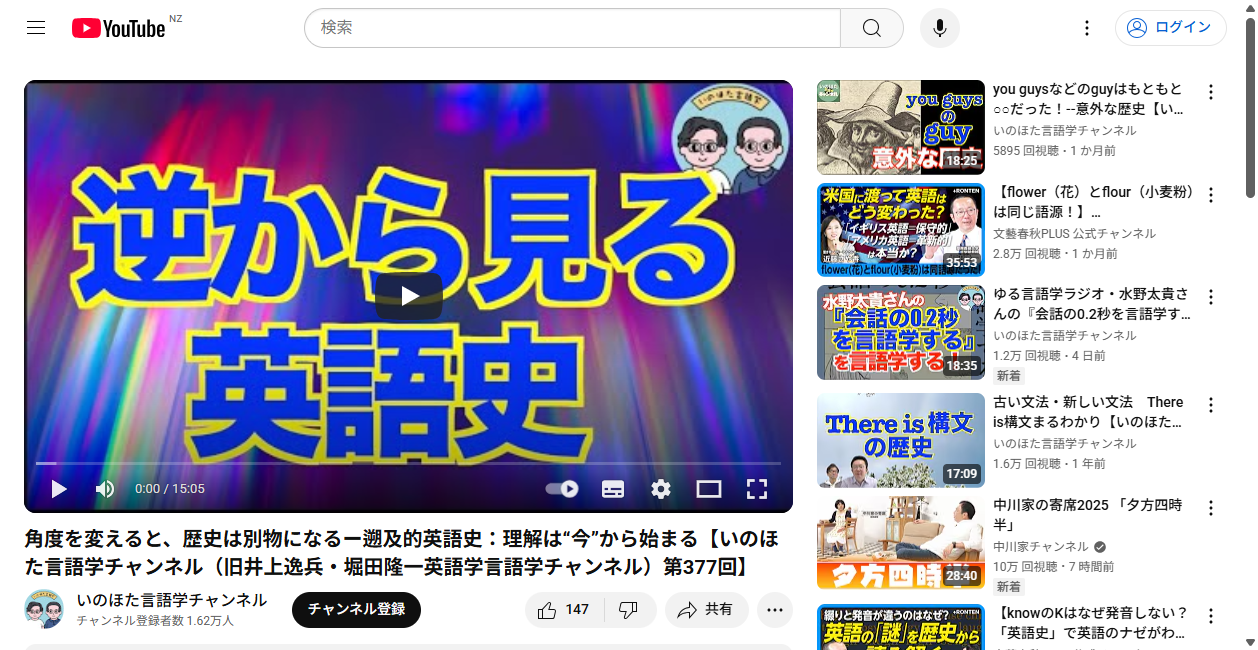 YouTube NZ
検索
ログイン
いのほた言語学
逆から見る
英語史
0:00 / 15:05
角度を変えると、歴史は別物になるー遡及的英語史：理解は“今”から始まる【いのほ
た言語学チャンネル（旧井上逸兵・堀田隆一英語学言語学チャンネル）第377回】
いのほた言語学チャンネル
チャンネル登録者数 1.62万人
チャンネル登録
147
共有
you guys
の
guy
意外な歴史
18:25
you guysなどのguyはもともと
○○だった！--意外な歴史【い...
いのほた言語学チャンネル
5895 回視聴・1 か月前
米国に渡って英語は
どう変わった？
+RONTEN
「イギリス英語＝保守的」
「アメリカ英語＝革新的」
は本当か？
flower(花)とflour(小麦粉)は同語源だった！
35:53
【flower（花）とflour（小麦粉）
は同じ語源！】...
文藝春秋PLUS 公式チャンネル
2.8万 回視聴・1 か月前
水野太貴さんの
『会話の0.2秒
を言語学する』
を言語学する！
18:35
ゆる言語学ラジオ・水野太貴さ
んの『会話の0.2秒を言語学す...
いのほた言語学チャンネル
1.2万 回視聴・4 日前
新着
There is 構文
の歴史
17:09
古い文法・新しい文法　There
is構文まるわかり【いのほた...
いのほた言語学チャンネル
1.6万 回視聴・1 年前
夕方四時半
28:40
中川家の寄席2025 「夕方四時
半」
中川家チャンネル
10万 回視聴・7 時間前
新着
綴りと発音が違うのはなぜ？
+RONTEN
英語の「謎」を歴史から
【knowのKはなぜ発音しない？
「英語史」で英語のナゼがわ...